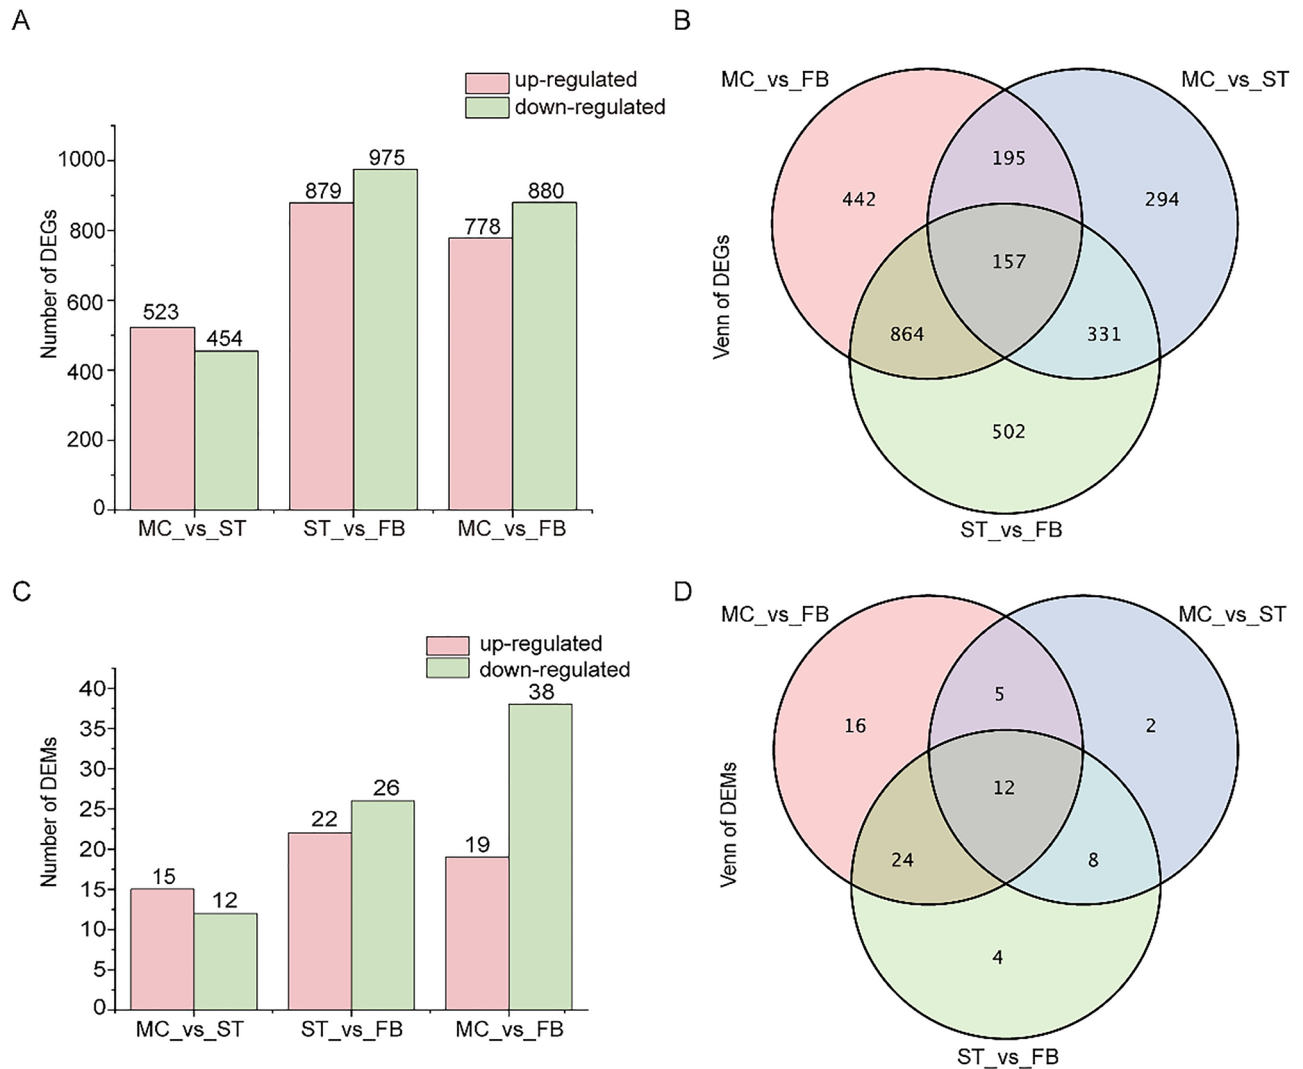 A
up-regulated
down-regulated
Number of DEGs
1000
800
600
400
200
0
523
454
879
975
778
880
MC_vs_ST
ST_vs_FB
MC_vs_FB
B
MC_vs_FB
MC_vs_ST
Venn of DEGs
195
442
294
157
864
331
502
ST_vs_FB
C
up-regulated
down-regulated
Number of DEMs
40
35
30
25
20
15
10
5
0
15
12
22
26
19
38
MC_vs_ST
ST_vs_FB
MC_vs_FB
D
MC_vs_FB
MC_vs_ST
Venn of DEMs
5
16
2
12
24
8
4
ST_vs_FB